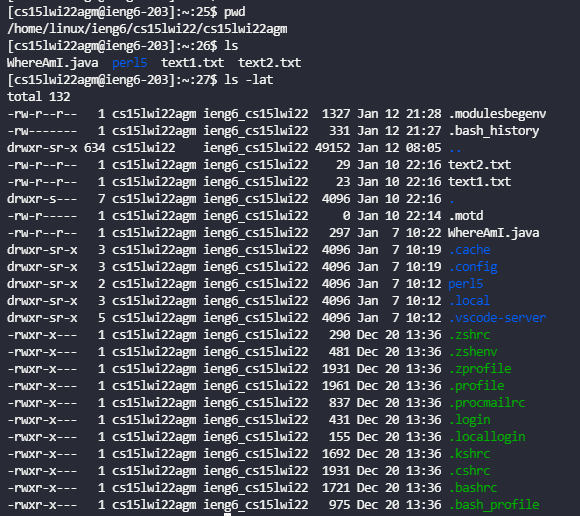 [cs15lwi22agm@ieng6-203]:~:25$ pwd
/home/linux/ieng6/cs15lwi22/cs15lwi22agm
[cs15lwi22agm@ieng6-203]:~:26$ ls
WhereAmI.java  perl5  text1.txt  text2.txt
[cs15lwi22agm@ieng6-203]:~:27$ ls -lat
total 132
-rw-r--r--   1 cs15lwi22agm ieng6_cs15lwi22  1327 Jan 12 21:28 .modulesbegenv
-rw-------   1 cs15lwi22agm ieng6_cs15lwi22   331 Jan 12 21:27 .bash_history
drwxr-sr-x 634 cs15lwi22    ieng6_cs15lwi22 49152 Jan 12 08:05 ..
-rw-r--r--   1 cs15lwi22agm ieng6_cs15lwi22    29 Jan 10 22:16 text2.txt
-rw-r--r--   1 cs15lwi22agm ieng6_cs15lwi22    23 Jan 10 22:16 text1.txt
drwxr-s---   7 cs15lwi22agm ieng6_cs15lwi22  4096 Jan 10 22:16 .
-rw-r-----   1 cs15lwi22agm ieng6_cs15lwi22     0 Jan 10 22:14 .motd
-rw-r--r--   1 cs15lwi22agm ieng6_cs15lwi22   297 Jan  7 10:22 WhereAmI.java
drwxr-sr-x   3 cs15lwi22agm ieng6_cs15lwi22  4096 Jan  7 10:19 .cache
drwxr-sr-x   3 cs15lwi22agm ieng6_cs15lwi22  4096 Jan  7 10:19 .config
drwxr-sr-x   2 cs15lwi22agm ieng6_cs15lwi22  4096 Jan  7 10:12 perl5
drwxr-sr-x   3 cs15lwi22agm ieng6_cs15lwi22  4096 Jan  7 10:12 .local
drwxr-sr-x   5 cs15lwi22agm ieng6_cs15lwi22  4096 Jan  7 10:12 .vscode-server
-rwxr-x---   1 cs15lwi22agm ieng6_cs15lwi22   290 Dec 20 13:36 .zshrc
-rwxr-x---   1 cs15lwi22agm ieng6_cs15lwi22   481 Dec 20 13:36 .zshenv
-rwxr-x---   1 cs15lwi22agm ieng6_cs15lwi22  1931 Dec 20 13:36 .zprofile
-rwxr-x---   1 cs15lwi22agm ieng6_cs15lwi22  1961 Dec 20 13:36 .profile
-rwxr-x---   1 cs15lwi22agm ieng6_cs15lwi22   837 Dec 20 13:36 .procmailrc
-rwxr-x---   1 cs15lwi22agm ieng6_cs15lwi22   431 Dec 20 13:36 .login
-rwxr-x---   1 cs15lwi22agm ieng6_cs15lwi22   155 Dec 20 13:36 .locallogin
-rwxr-x---   1 cs15lwi22agm ieng6_cs15lwi22  1692 Dec 20 13:36 .kshrc
-rwxr-x---   1 cs15lwi22agm ieng6_cs15lwi22  1931 Dec 20 13:36 .cshrc
-rwxr-x---   1 cs15lwi22agm ieng6_cs15lwi22  1721 Dec 20 13:36 .bashrc
-rwxr-x---   1 cs15lwi22agm ieng6_cs15lwi22   975 Dec 20 13:36 .bash_profile